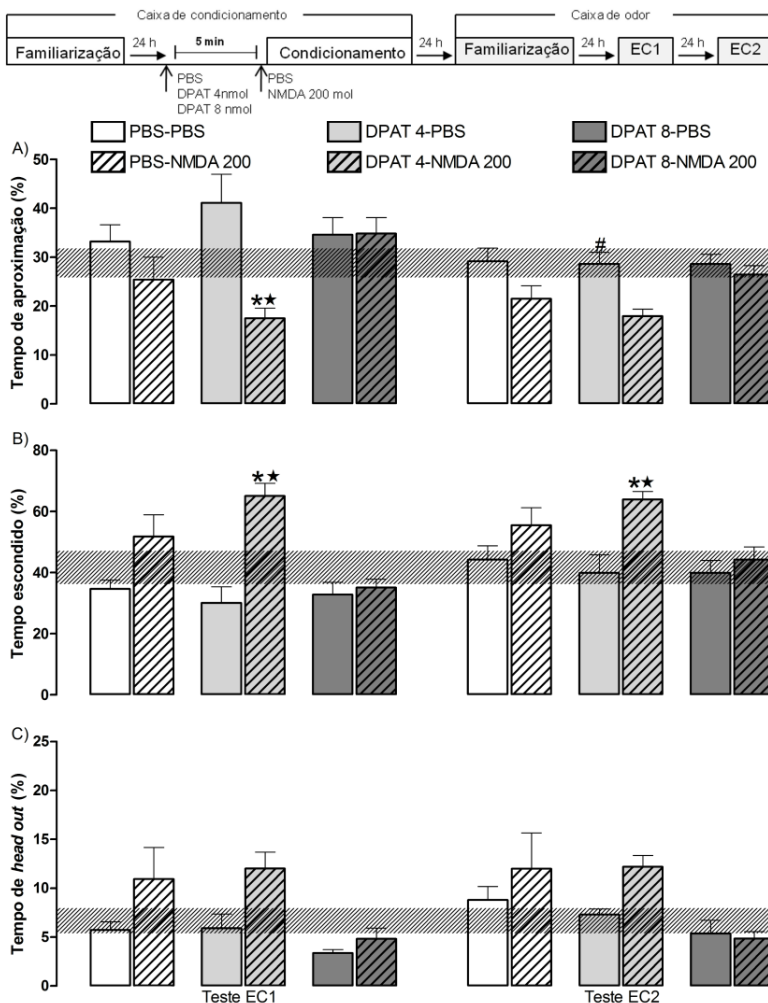 Caixa de condicionamento
Caixa de odor
Familiarização
24 h
5 min
Condicionamento
24 h
Familiarização
24 h
EC1
24 h
EC2
PBS
DPAT 4nmol
DPAT 8 nmol
PBS
NMDA 200 mol
PBS-PBS
DPAT 4-PBS
DPAT 8-PBS
PBS-NMDA 200
DPAT 4-NMDA 200
DPAT 8-NMDA 200
A)
Tempo de aproximação (%)
50
40
30
20
10
0
*★
#
B)
Tempo escondido (%)
80
60
40
20
0
*★
*★
C)
Tempo de head out (%)
25
20
15
10
5
0
Teste EC1
Teste EC2